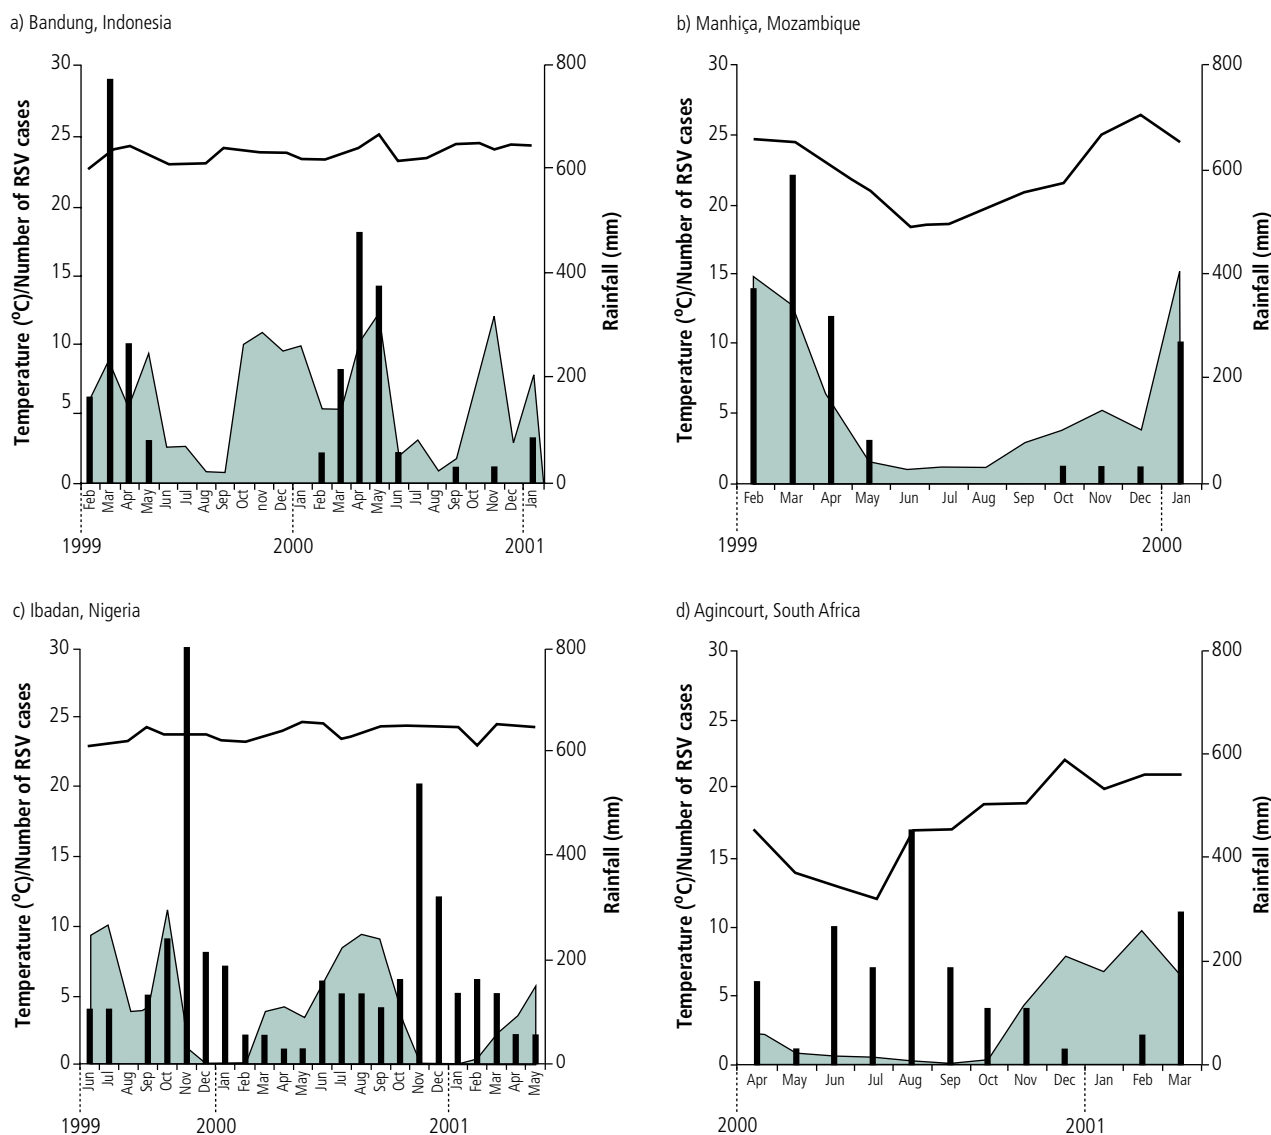 a) Bandung, Indonesia
Temperature (ºC)/Number of RSV cases
30
25
20
15
10
5
0
800
600
400
200
0
Rainfall (mm)
Feb Mar Apr May Jun Jul Aug Sep Oct nov Dec Jan Feb Mar Apr May Jun Jul Aug Sep Oct Nov Dec Jan
1999 2000 2001
b) Manhiça, Mozambique
Temperature (ºC)/Number of RSV cases
30
25
20
15
10
5
0
800
600
400
200
0
Rainfall (mm)
Feb Mar Apr May Jun Jul Aug Sep Oct Nov Dec Jan
1999 2000
c) Ibadan, Nigeria
Temperature (ºC)/Number of RSV cases
30
25
20
15
10
5
0
800
600
400
200
0
Rainfall (mm)
Jun Jul Aug Sep Oct Nov Dec Jan Feb Mar Apr May Jun Jul Aug Sep Oct Nov Dec Jan Feb Mar Apr May
1999 2000 2001
d) Agincourt, South Africa
Temperature (ºC)/Number of RSV cases
30
25
20
15
10
5
0
800
600
400
200
0
Rainfall (mm)
Apr May Jun Jul Aug Sep Oct Nov Dec Jan Feb Mar
2000 2001